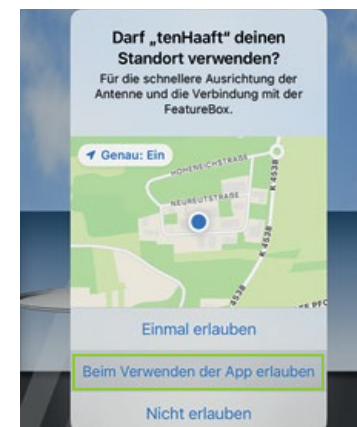 Darf „tenHaaft“ deinen
Standort verwenden?
Für die schnellere Ausrichtung der
Antenne und die Verbindung mit der
FeatureBox.
Genau: Ein
HOHENEICHSTRAßE
K 4538
NEUREUTSTRAßE
K 4538
4538
Einmal erlauben
Beim Verwenden der App erlauben
Nicht erlauben